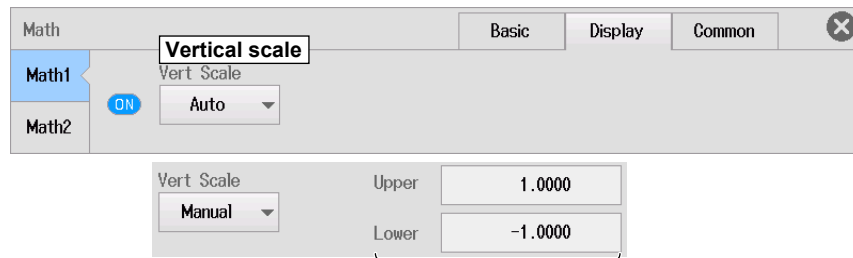 Math
Basic
Display
Common
Vertical scale
Math1
Vert Scale
ON
Auto
Math2
Vert Scale
Upper
1.0000
Manual
Lower
-1.0000